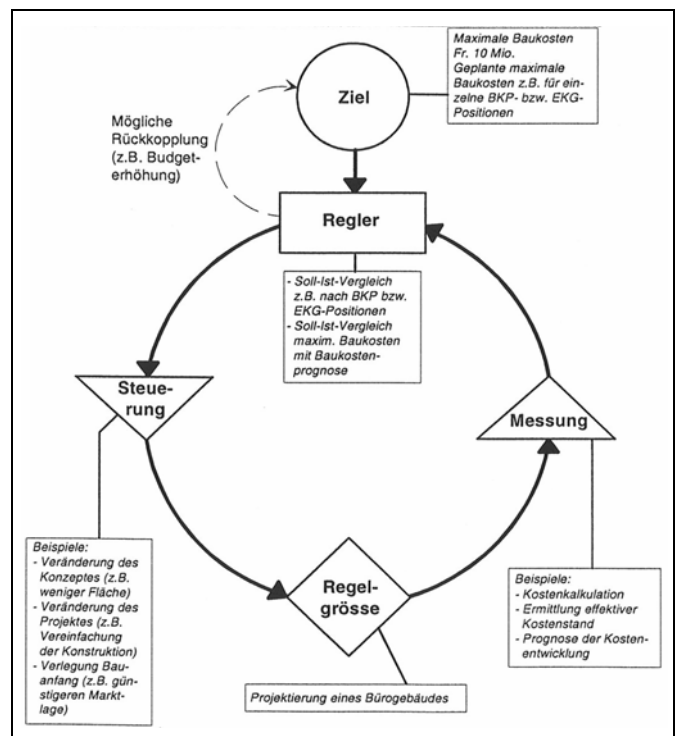 Maximale Baukosten
Fr. 10 Mio.
Geplante maximale
Baukosten z.B. für ein-
zelne BKP- bzw. EKG-
Positionen
Ziel
Mögliche
Rückkopplung
(z.B. Budget-
erhöhung)
Regler
- Soll-Ist-Vergleich
z.B. nach BKP bzw.
EKG-Positionen
- Soll-Ist-Vergleich
maxim. Baukosten
mit Baukosten-
prognose
Steue-
rung
Messung
Beispiele:
- Veränderung des
Konzeptes (z.B.
weniger Fläche)
- Veränderung des
Projektes (z.B.
Vereinfachung
der Konstruktion)
- Verlegung Bau-
anfang (z.B. gün-
stigeren Markt-
lage)
Regel-
grösse
Beispiele:
- Kostenkalkulation
- Ermittlung effektiver
Kostenstand
- Prognose der Kosten-
entwicklung
Projektierung eines Bürogebäudes